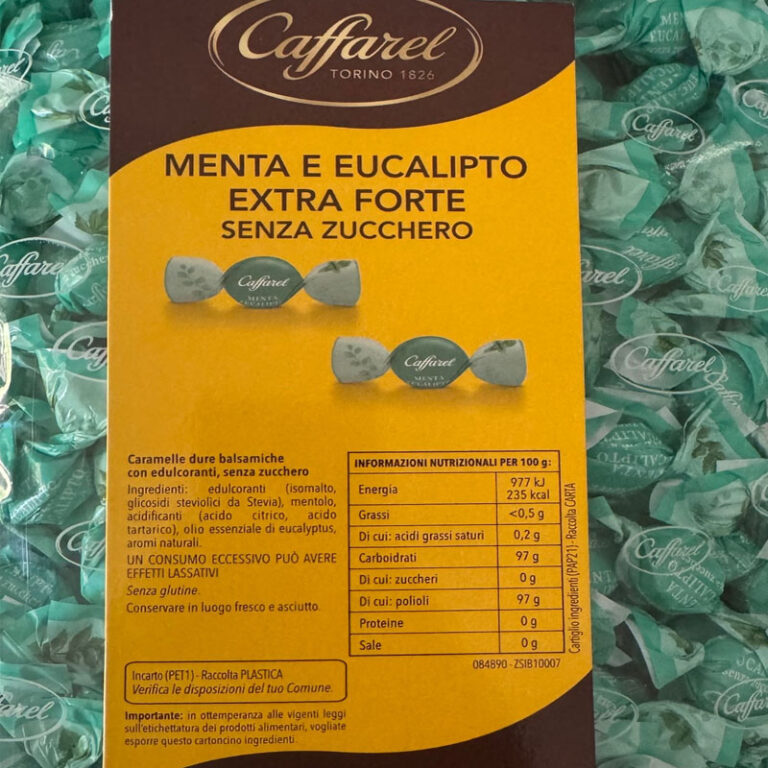 Caffarel
TORINO 1826
MENTA E EUCALIPTO
EXTRA FORTE
SENZA ZUCCHERO
Caffarel
MENTA
Caffarel
MENTA
Caramelle dure balsamiche
con edulcoranti, senza zucchero
Ingredienti: edulcoranti (isomalto,
glicosidi steviolici da Stevia), mentolo,
acidificanti (acido citrico, acido
tartarico), olio essenziale di eucalyptus,
aromi naturali.
UN CONSUMO ECCESSIVO PUÒ AVERE
EFFETTI LASSATIVI
Senza glutine.
Conservare in luogo fresco e asciutto.
INFORMAZIONI NUTRIZIONALI PER 100 g:
Energia 977 kJ
235 kcal
Grassi <0,5 g
Di cui: acidi grassi saturi 0,2 g
Carboidrati 97 g
Di cui: zuccheri 0 g
Di cui: polioli 97 g
Proteine 0 g
Sale 0 g
084890 - ZSIB10007
Cartiglio ingredienti (PAP21) - Raccolta CARTA
Incarto (PET1) - Raccolta PLASTICA
Verifica le disposizioni del tuo Comune.
Importante: in ottemperanza alle vigenti leggi
sull'etichettatura dei prodotti alimentari, vogliate
esporre questo cartoncino ingredienti.
Caffarel
Caffarel
Caffarel